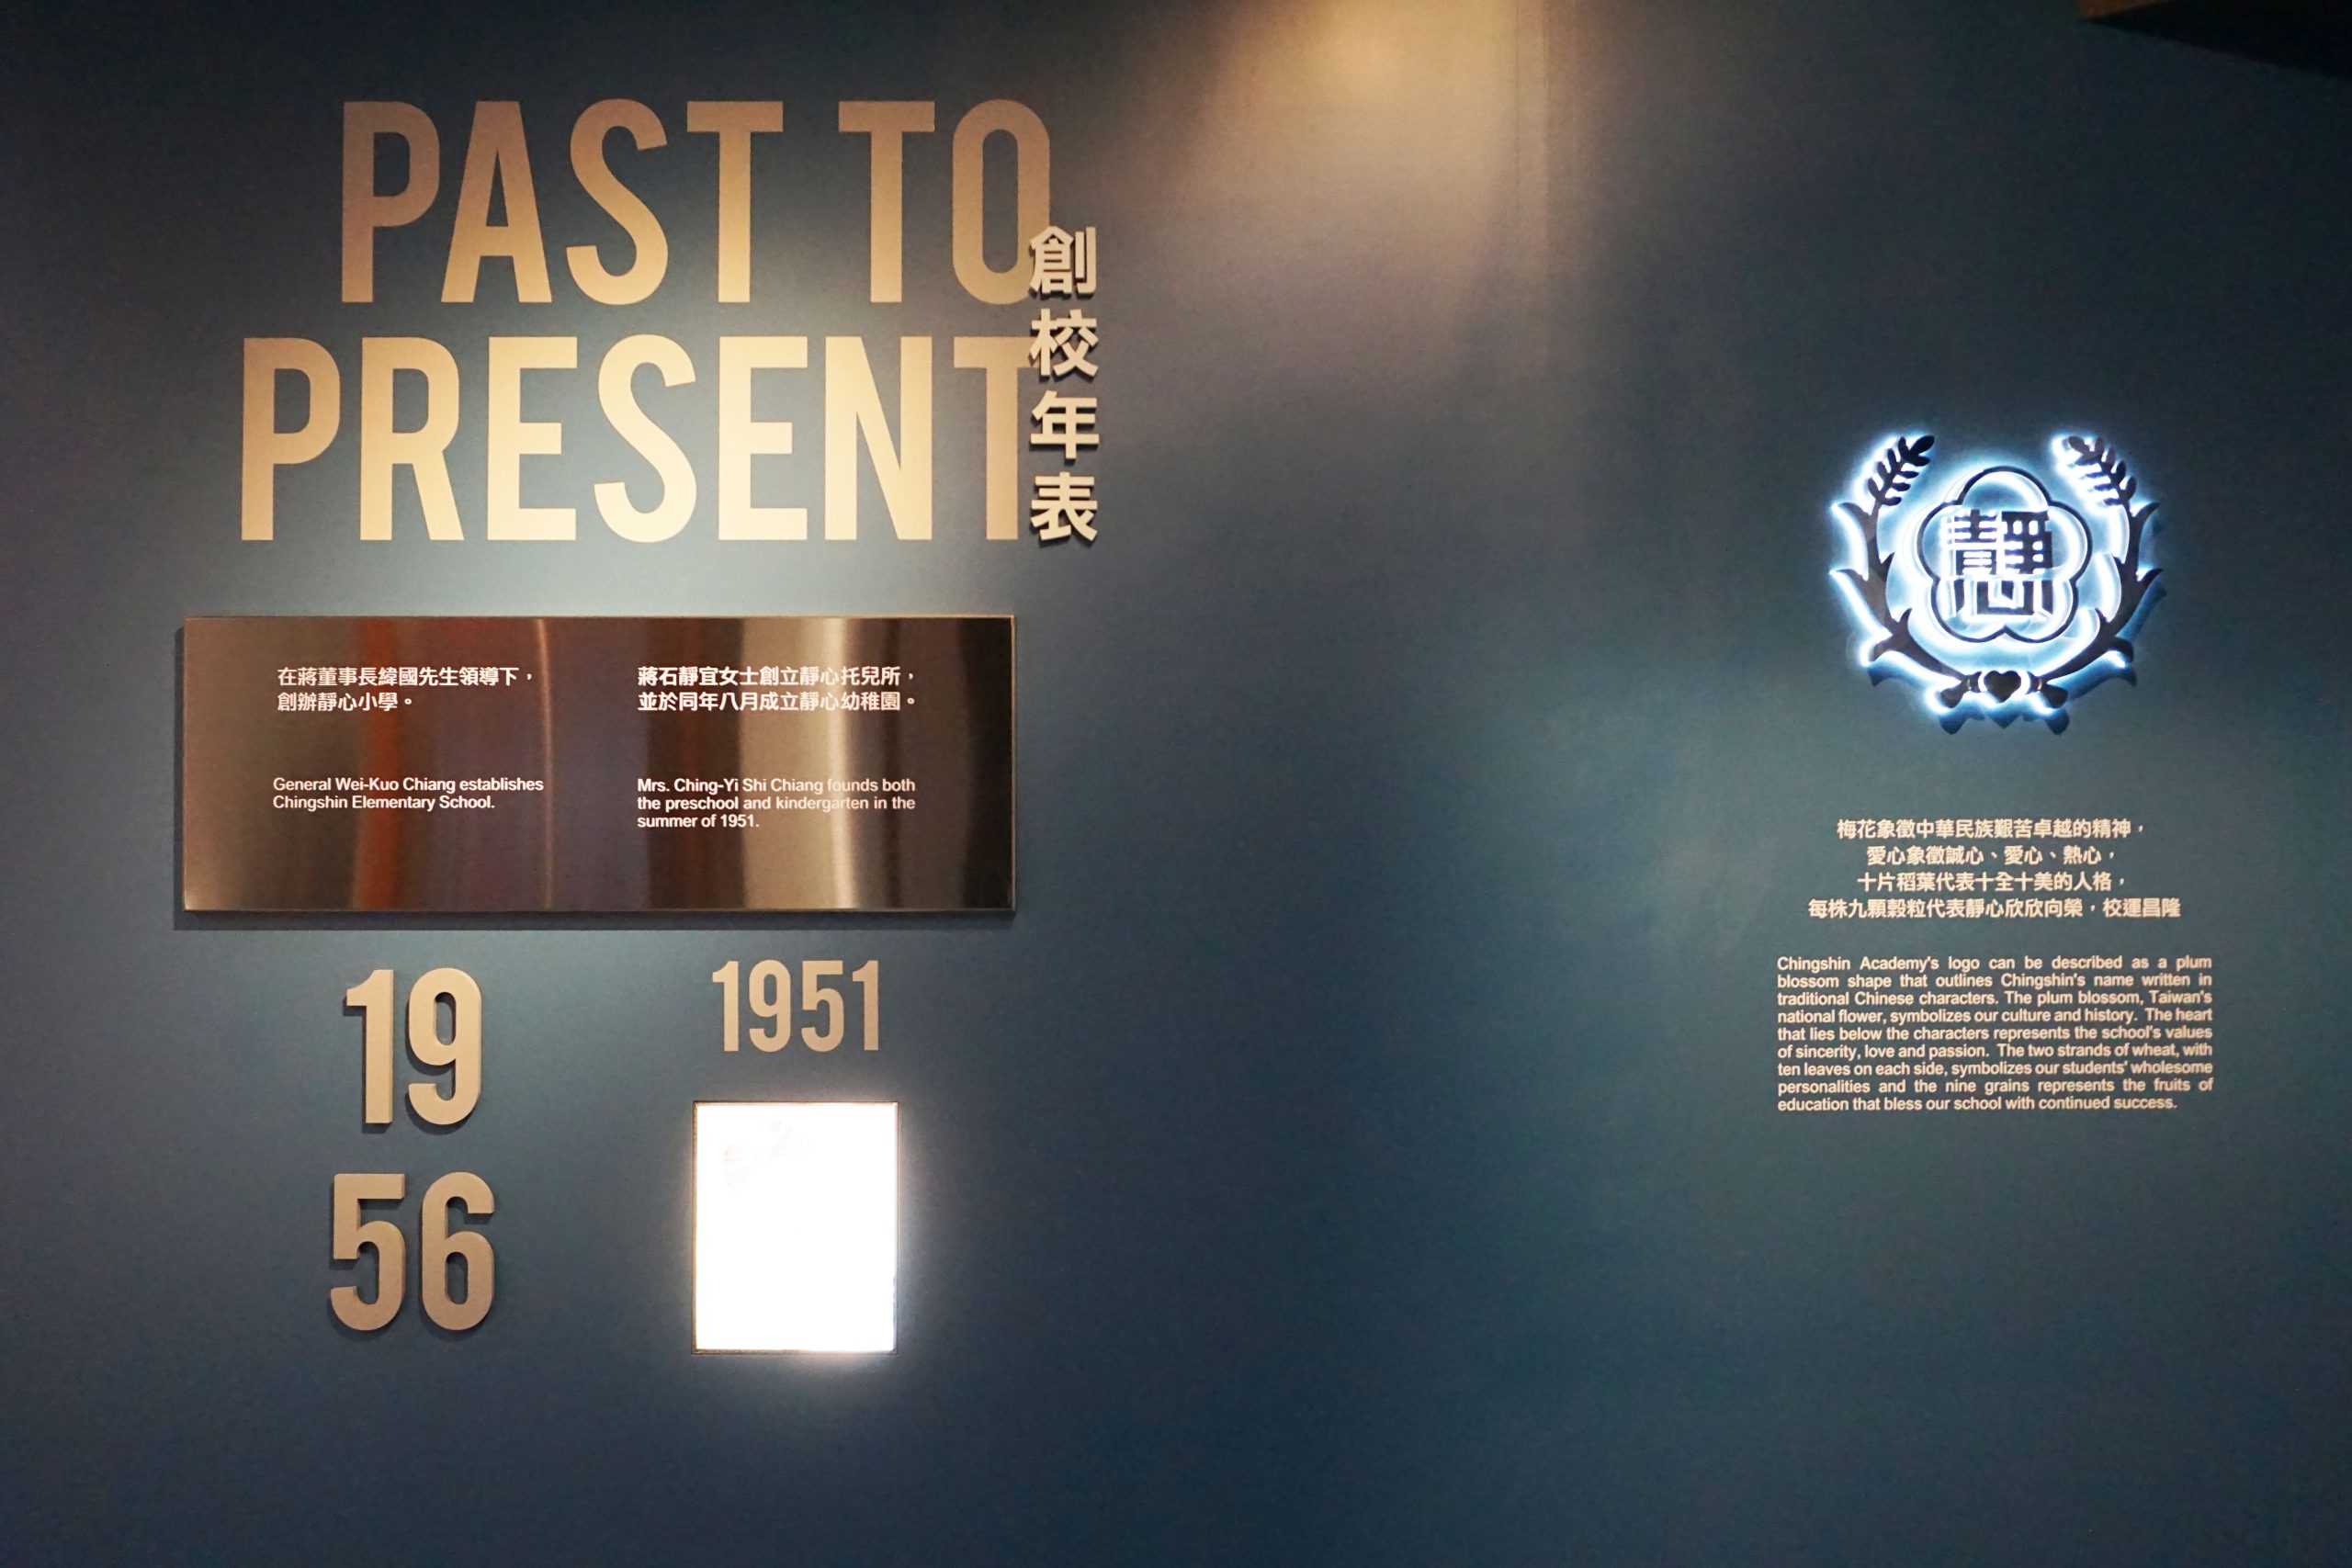 PAST TO
PRESENT
創校年表
在蔣董事長緯國先生領導下，
創辦靜心小學。
General Wei-Kuo Chiang establishes
Chingshin Elementary School.
蔣石靜宜女士創立靜心托兒所，
並於同年八月成立靜心幼稚園。
Mrs. Ching-Yi Shi Chiang founds both
the preschool and kindergarten in the
summer of 1951.
19
56
1951
靜
心
梅花象徵中華民族艱苦卓越的精神，
愛心象徵誠心、愛心、熱心，
十片稻葉代表十全十美的人格，
每株九顆穀粒代表靜心欣欣向榮，校運昌隆
Chingshin Academy's logo can be described as a plum
blossom shape that outlines Chingshin's name written in
traditional Chinese characters. The plum blossom, Taiwan's
national flower, symbolizes our culture and history. The heart
that lies below the characters represents the school's values
of sincerity, love and passion. The two strands of wheat, with
ten leaves on each side, symbolizes our students' wholesome
personalities and the nine grains represents the fruits of
education that bless our school with continued success.